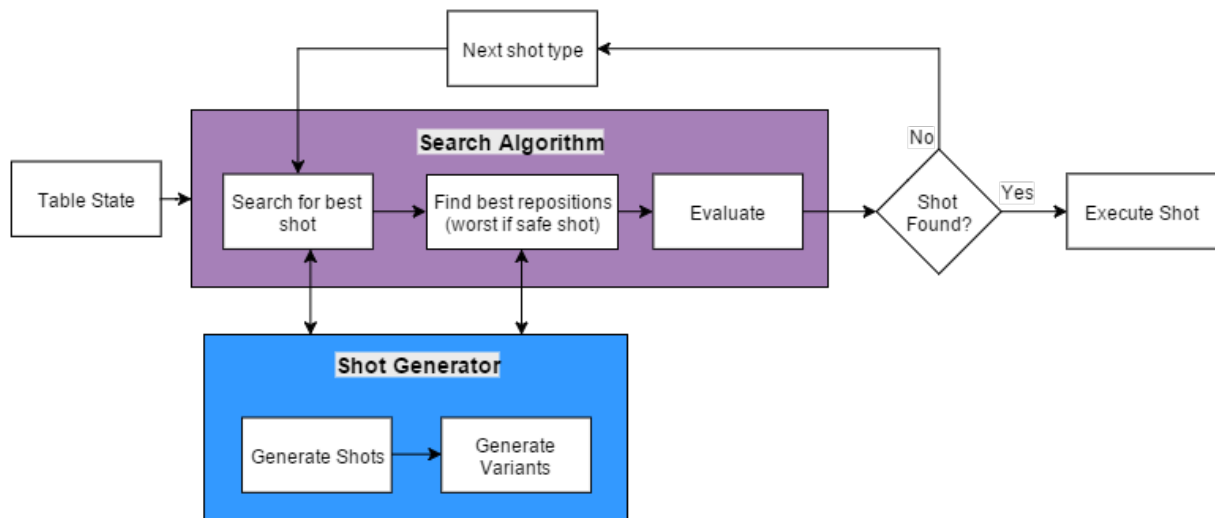 Next shot type
Search Algorithm
No
Table State
Search for best
shot
Find best repositions
(worst if safe shot)
Evaluate
Shot
Found?
Yes
Execute Shot
Shot Generator
Generate Shots
Generate
Variants